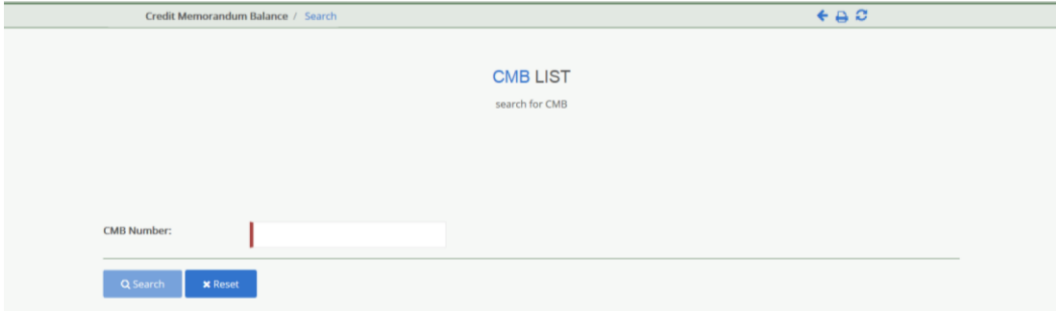 Credit Memorandum Balance / Search
CMB LIST
search for CMB
CMB Number:
Search
Reset